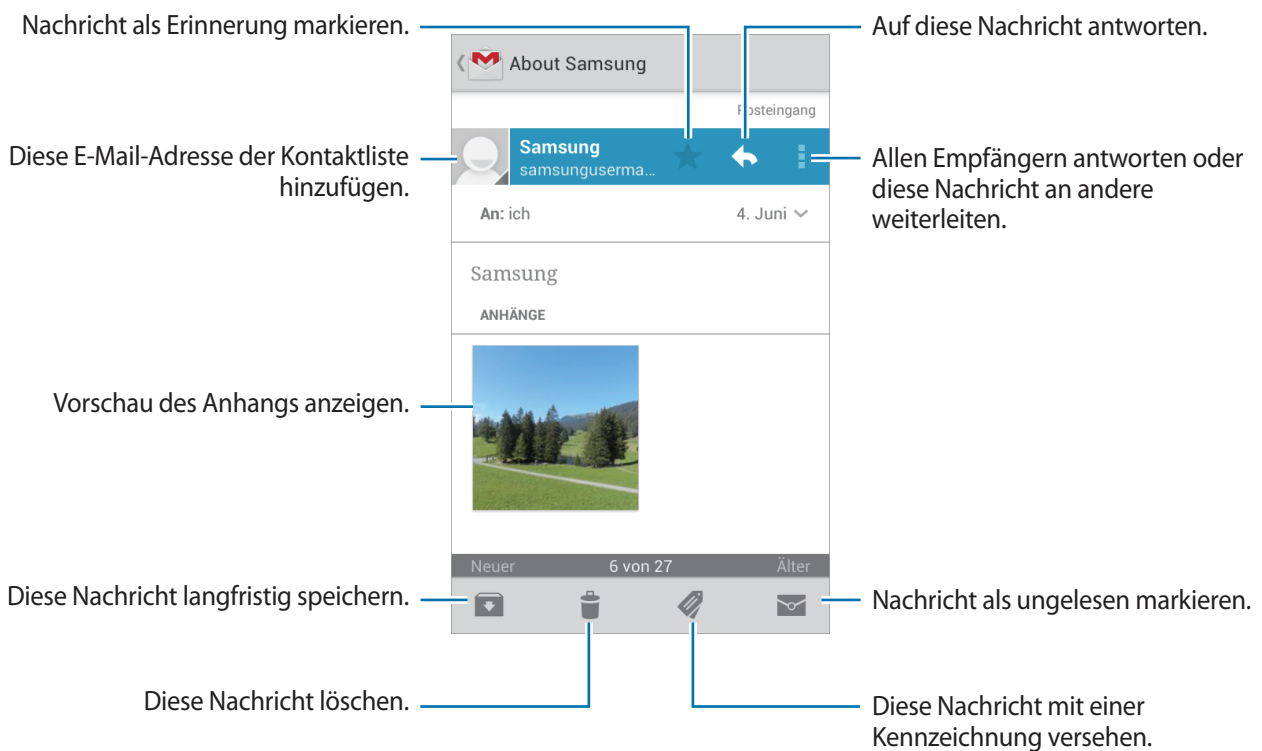 Nachricht als Erinnerung markieren.
Auf diese Nachricht antworten.
About Samsung
Posteingang
Diese E-Mail-Adresse der Kontaktliste
hinzufügen.
Samsung
samsunguserma...
Allen Empfängern antworten oder
diese Nachricht an andere
weiterleiten.
An: ich
4. Juni
Samsung
ANHÄNGE
Vorschau des Anhangs anzeigen.
Neuer
6 von 27
Älter
Diese Nachricht langfristig speichern.
Nachricht als ungelesen markieren.
Diese Nachricht löschen.
Diese Nachricht mit einer
Kennzeichnung versehen.